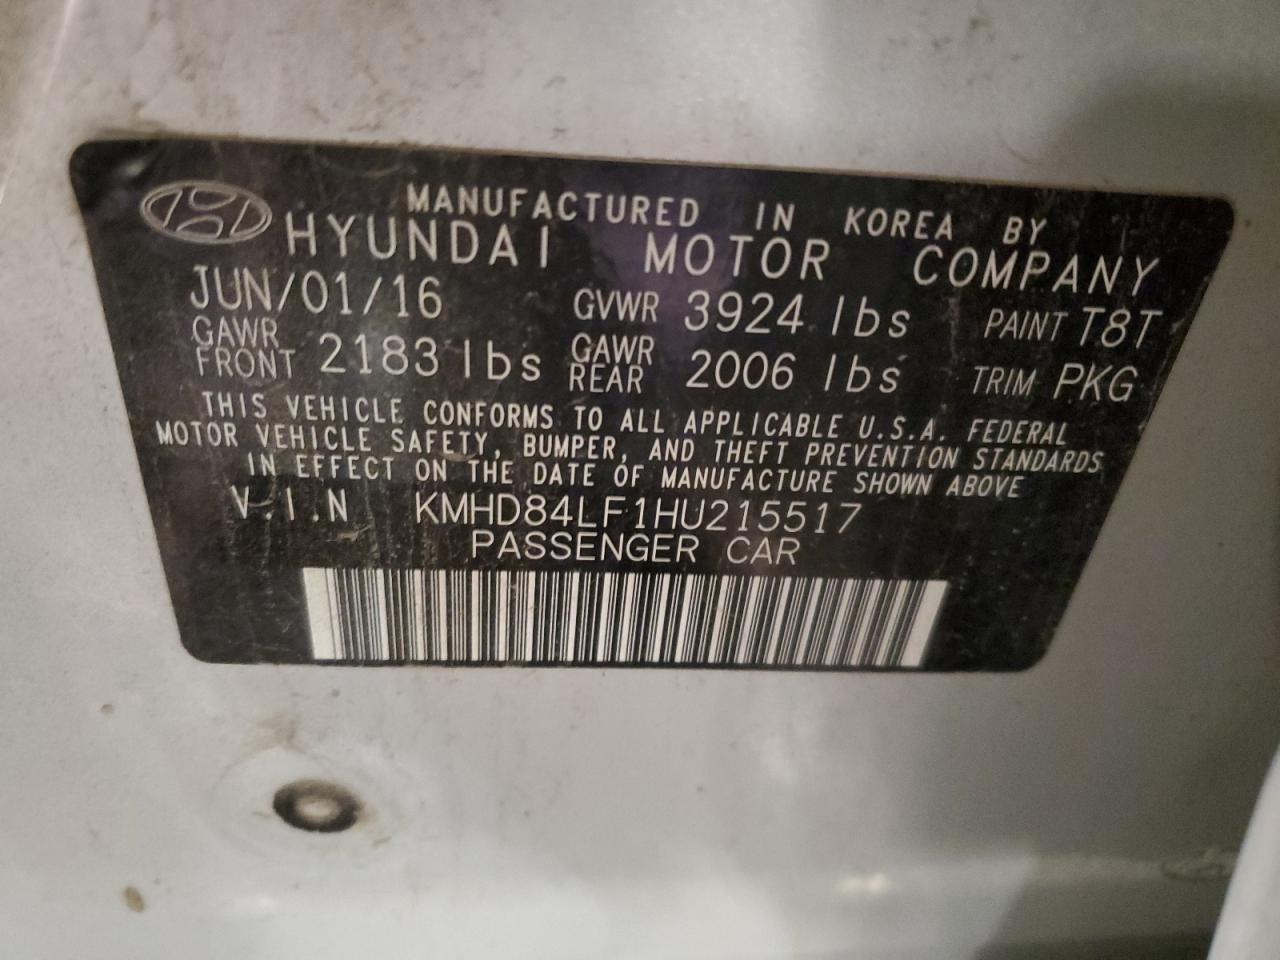 MANUFACTURED IN KOREA BY
HYUNDAI MOTOR COMPANY
JUN/01/16 GVWR 3924 lbs PAINT T8T
GAWR FRONT 2183 lbs GAWR REAR 2006 lbs TRIM PKG
THIS VEHICLE CONFORMS TO ALL APPLICABLE U.S.A. FEDERAL
MOTOR VEHICLE SAFETY, BUMPER, AND THEFT PREVENTION STANDARDS
IN EFFECT ON THE DATE OF MANUFACTURE SHOWN ABOVE
V.I.N KMHD84LF1HU215517
PASSENGER CAR